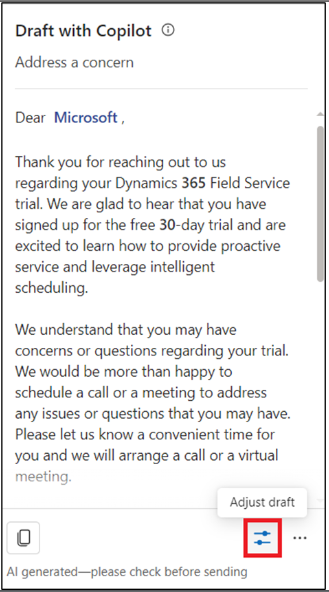 Draft with Copilot
Address a concern
Dear Microsoft ,
Thank you for reaching out to us
regarding your Dynamics 365 Field Service
trial. We are glad to hear that you have
signed up for the free 30-day trial and are
excited to learn how to provide proactive
service and leverage intelligent
scheduling.
We understand that you may have
concerns or questions regarding your trial.
We would be more than happy to
schedule a call or a meeting to address
any issues or questions that you may have.
Please let us know a convenient time for
you and we will arrange a call or a virtual
meeting.
Adjust draft
AI generated—please check before sending